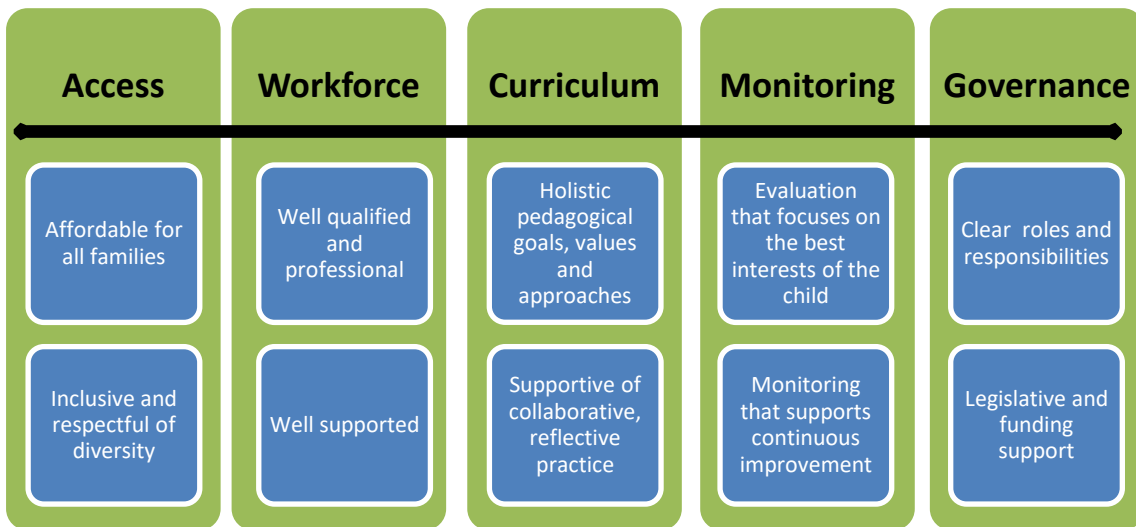 Access
Affordable for
all families
Inclusive and
respectful of
diversity
Workforce
Well qualified
and
professional
Well supported
Curriculum
Holistic
pedagogical
goals, values
and
approaches
Supportive of
collaborative,
reflective
practice
Monitoring
Evaluation
that focuses on
the best
interests of the
child
Monitoring
that supports
continuous
improvement
Governance
Clear roles and
responsibilities
Legislative and
funding
support